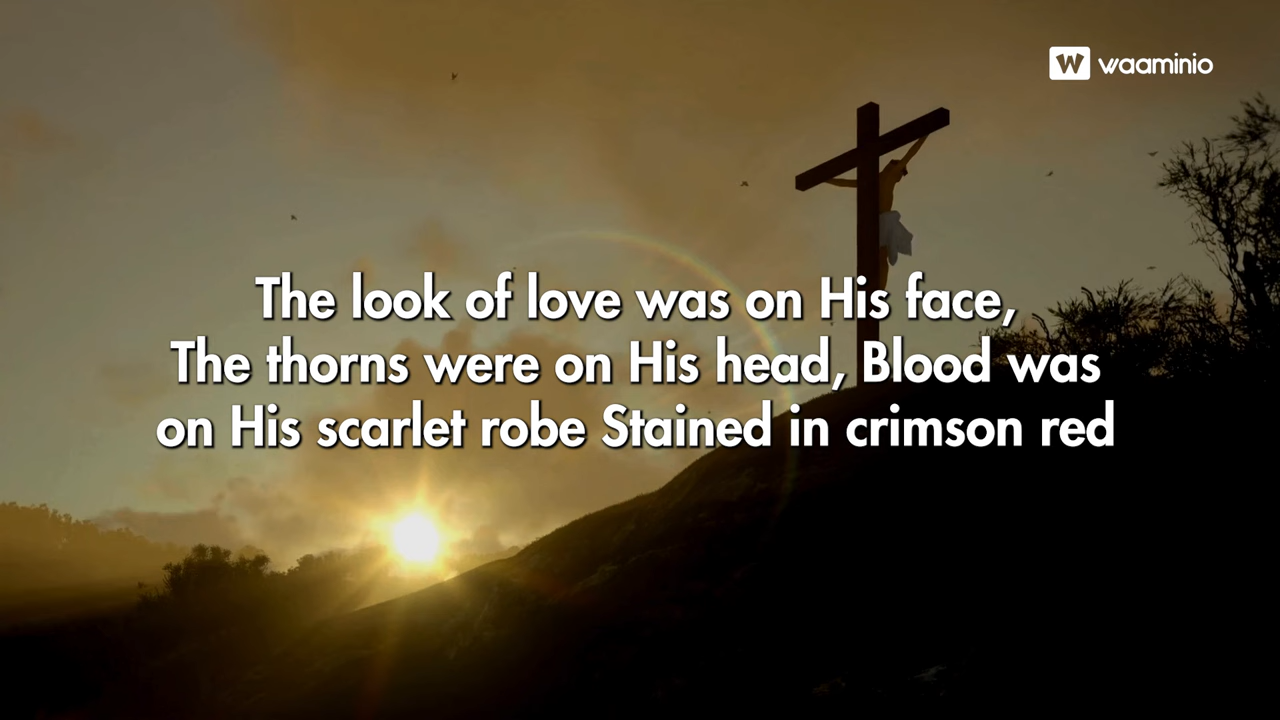 waaminio
The look of love was on His face,
The thorns were on His head, Blood was
on His scarlet robe Stained in crimson red